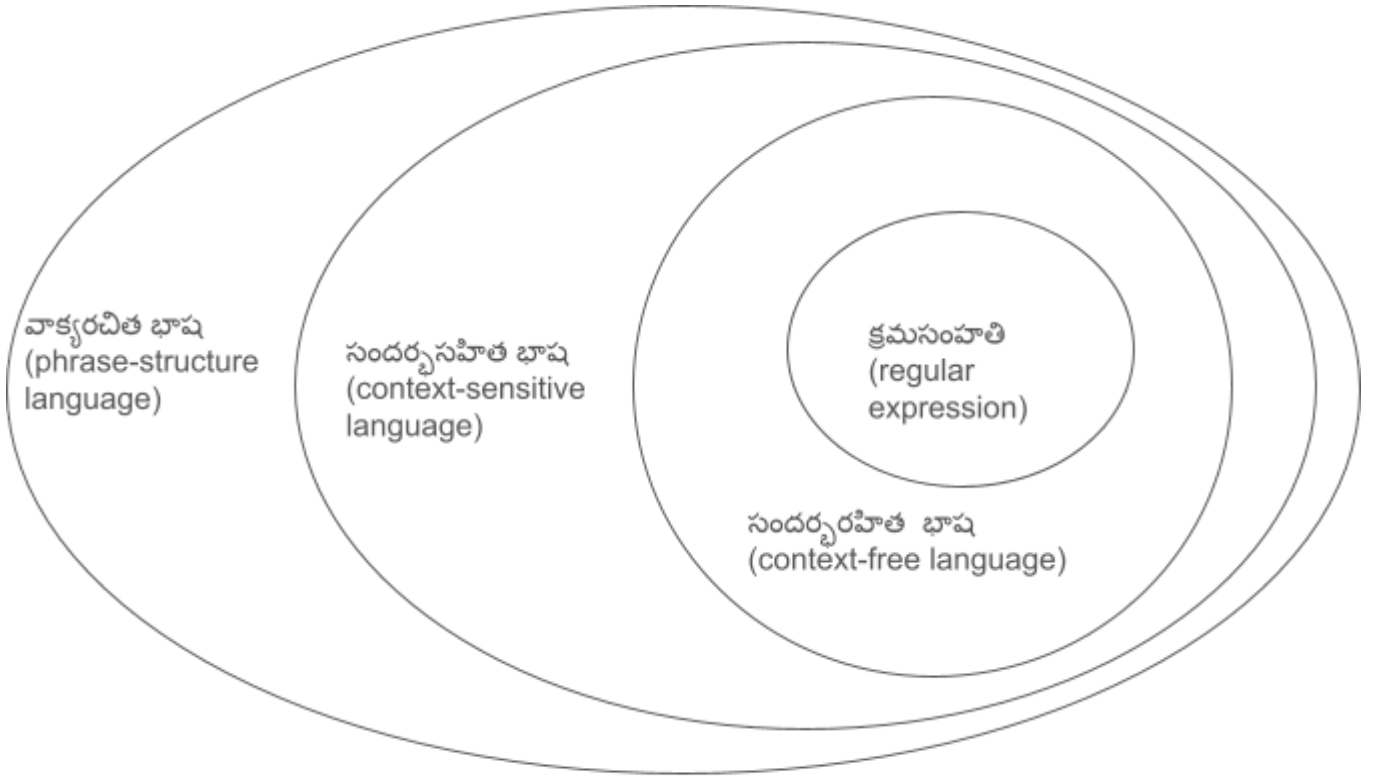 వాక్యరచిత భాష
(phrase-structure
language)
సందర్భసహిత భాష
(context-sensitive
language)
క్రమసంహతి
(regular
expression)
సందర్భరహిత భాష
(context-free language)